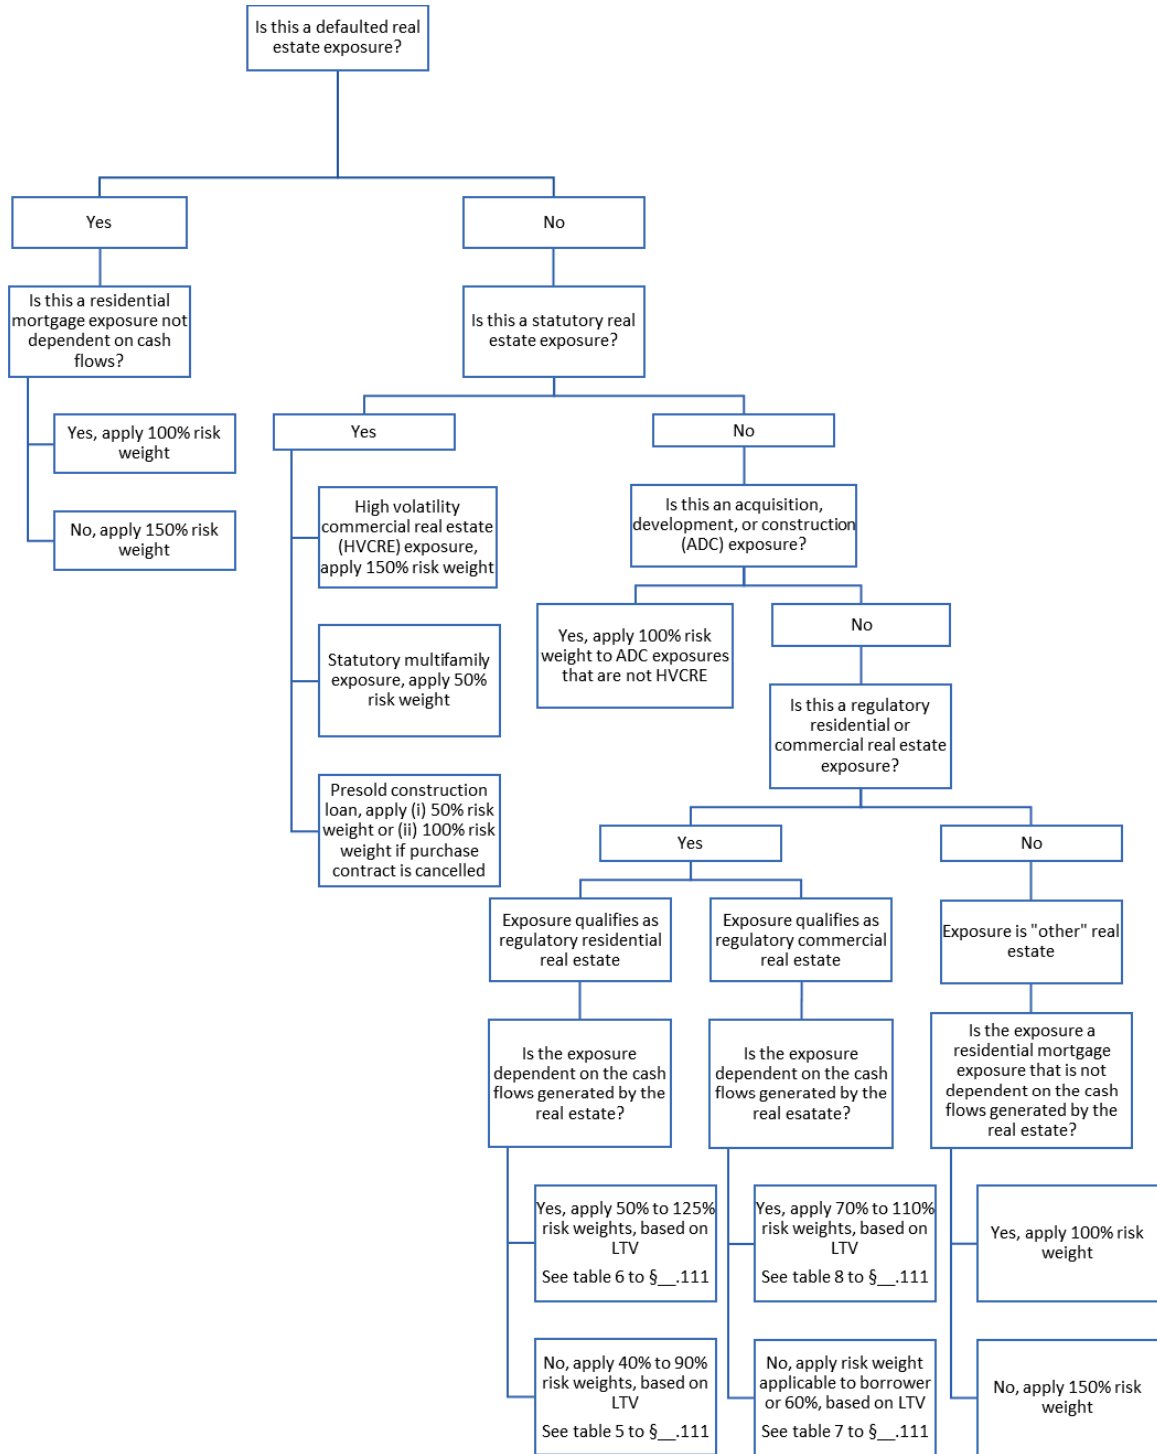 Is this a defaulted real
estate exposure?
Yes
No
Is this a residential
mortgage exposure not
dependent on cash
flows?
Is this a statutory real
estate exposure?
Yes, apply 100% risk
weight
No, apply 150% risk
weight
Yes
No
High volatility
commercial real estate
(HVCRE) exposure,
apply 150% risk weight
Statutory multifamily
exposure, apply 50%
risk weight
Presold construction
loan, apply (i) 50% risk
weight or (ii) 100% risk
weight if purchase
contract is cancelled
Is this an acquisition,
development, or construction
(ADC) exposure?
Yes, apply 100% risk
weight to ADC exposures
that are not HVCRE
No
Is this a regulatory
residential or
commercial real estate
exposure?
Yes
No
Exposure qualifies as
regulatory residential
real estate
Exposure qualifies as
regulatory commercial
real estate
Exposure is "other" real
estate
Is the exposure
dependent on the cash
flows generated by the
real estate?
Is the exposure
dependent on the cash
flows generated by the
real esatate?
Is the exposure a
residential mortgage
exposure that is not
dependent on the cash
flows generated by the
real estate?
Yes, apply 50% to 125%
risk weights, based on
LTV
See table 6 to §__.111
Yes, apply 70% to 110%
risk weights, based on
LTV
See table 8 to §__.111
Yes, apply 100% risk
weight
No, apply 40% to 90%
risk weights, based on
LTV
See table 5 to §__.111
No, apply risk weight
applicable to borrower
or 60%, based on LTV
See table 7 to §__.111
No, apply 150% risk
weight